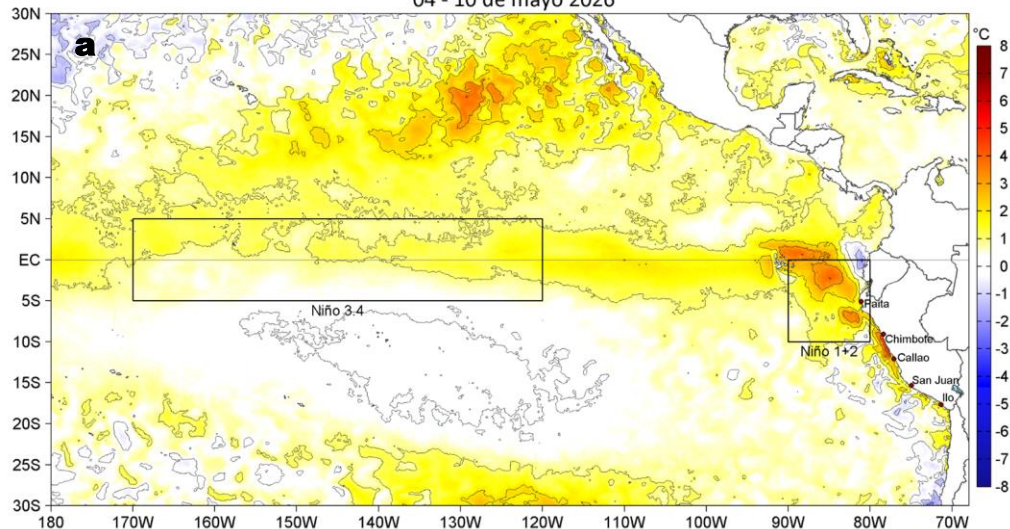 04 - 10 de mayo 2026
a
°C
30N
25N
20N
15N
10N
5N
EC
5S
10S
15S
20S
25S
30S
180
170W
160W
150W
140W
130W
120W
110W
100W
90W
80W
70W
Niño 3.4
Niño 1+2
Paita
Chimbote
Callao
San Juan
Ilo
8
7
6
5
4
3
2
1
0
-1
-2
-3
-4
-5
-6
-7
-8